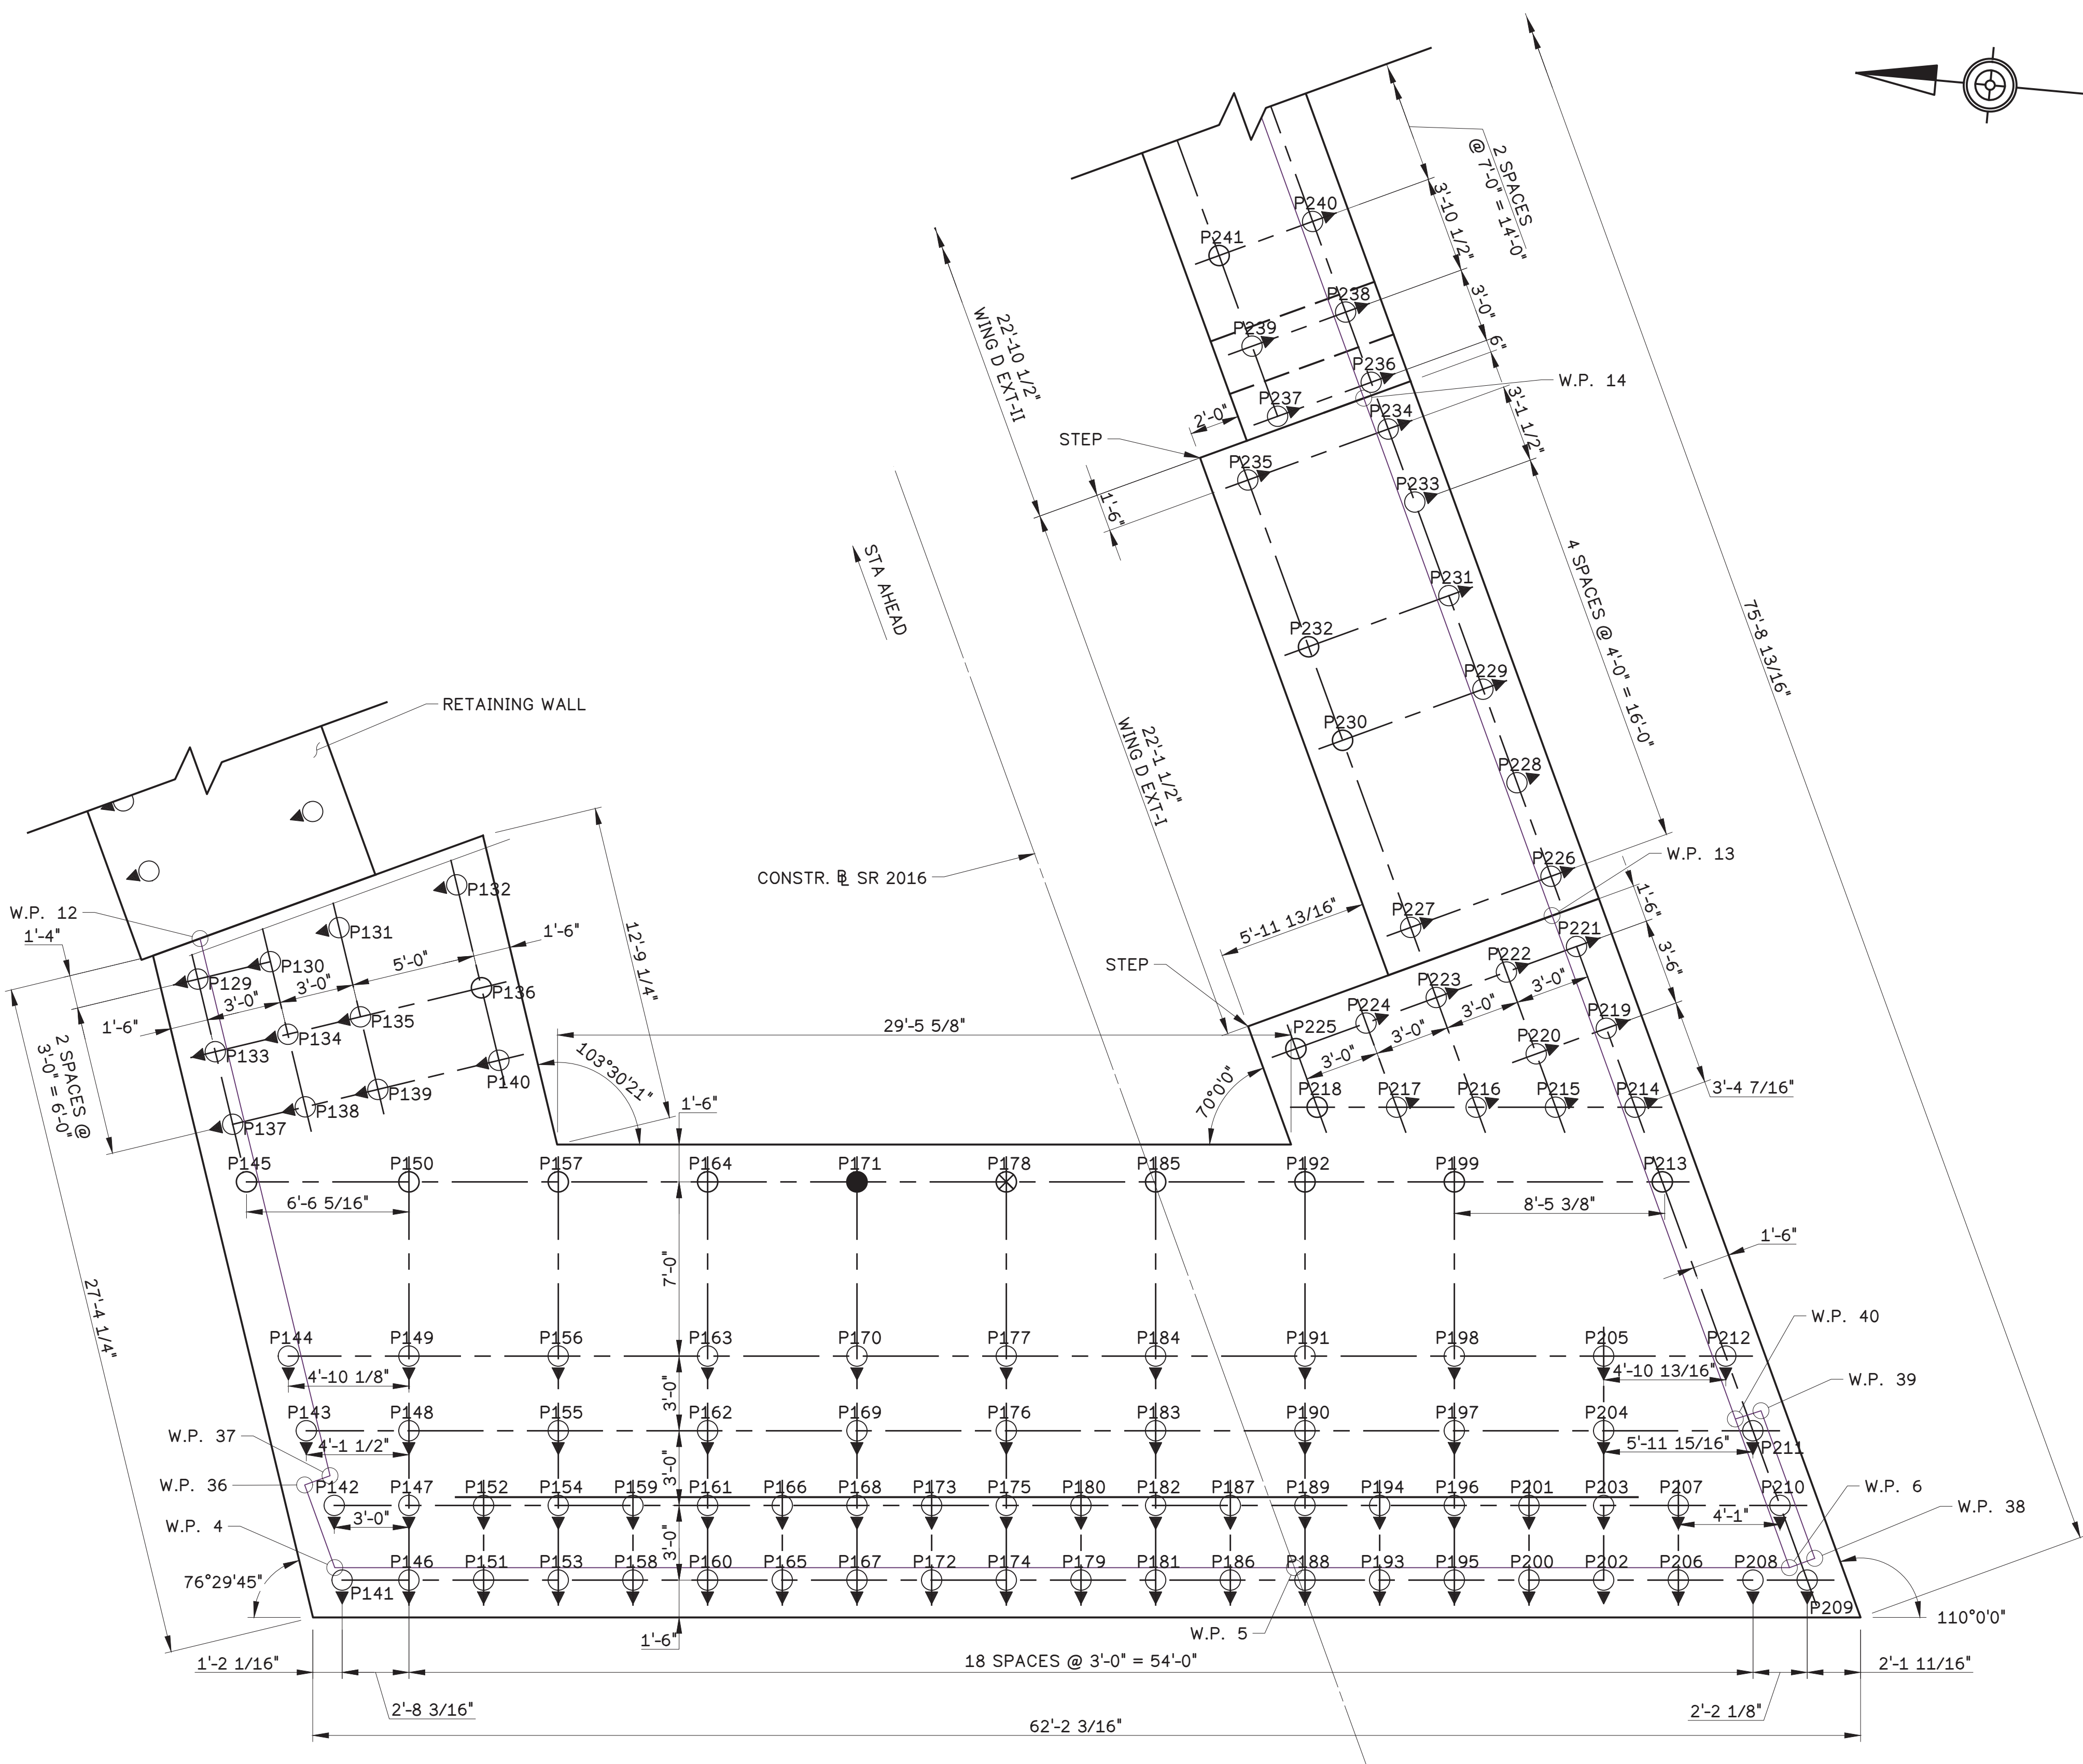 2 SPACES
@ 7'-0" = 14'-0"
3'-10 1/2"
3'-0"
6"
3'-1 1/2"
4 SPACES @ 4'-0" = 16'-0"
75'-8 13/16"
P240
P241
P238
P239
P236
P237
W.P. 14
P234
2'-0"
STEP
P235
P233
1'-6"
22'-10 1/2"
WING D EXT-II
STA AHEAD
P231
P232
P229
P230
P228
22'-1 1/2"
WING D EXT-I
RETAINING WALL
CONSTR. BL SR 2016
P226
W.P. 13
P227
5'-11 13/16"
STEP
1'-6"
3'-6"
3'-4 7/16"
P221
P222
P223
P224
P225
3'-0"
3'-0"
3'-0"
3'-0"
P219
P220
P218
P217
P216
P215
P214
70°0'0"
W.P. 12
1'-4"
P132
P131
P130
P129
1'-6"
3'-0"
3'-0"
5'-0"
1'-6"
12'-9 1/4"
P136
P135
P134
P133
P140
P139
P138
P137
2 SPACES @
3'-0" = 6'-0"
27'-4 1/4"
103°30'21"
29'-5 5/8"
1'-6"
P145
P150
P157
P164
P171
P178
P185
P192
P199
P213
6'-6 5/16"
8'-5 3/8"
1'-6"
7'-0"
W.P. 40
P144
P149
P156
P163
P170
P177
P184
P191
P198
P205
P212
4'-10 1/8"
3'-0"
4'-10 13/16"
W.P. 39
P143
P148
P155
P162
P169
P176
P183
P190
P197
P204
P211
W.P. 37
4'-1 1/2"
3'-0"
5'-11 15/16"
W.P. 36
P142
P147
P152
P154
P159
P161
P166
P168
P173
P175
P180
P182
P187
P189
P194
P196
P201
P203
P207
P210
W.P. 6
W.P. 38
W.P. 4
3'-0"
3'-0"
4'-1"
P141
P146
P151
P153
P158
P160
P165
P167
P172
P174
P179
P181
P186
P188
P193
P195
P200
P202
P206
P208
P209
76°29'45"
110°0'0"
1'-6"
W.P. 5
1'-2 1/16"
18 SPACES @ 3'-0" = 54'-0"
2'-1 11/16"
2'-8 3/16"
2'-2 1/8"
62'-2 3/16"